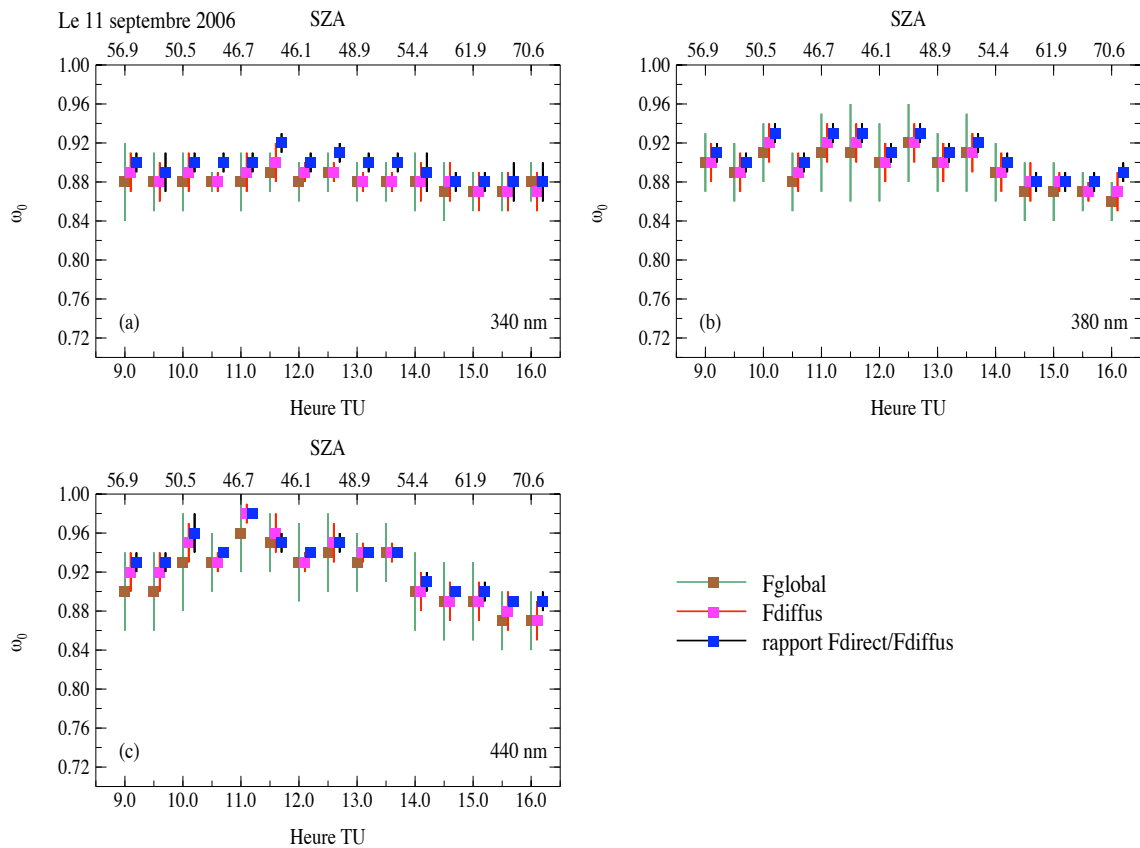 Le 11 septembre 2006
SZA
56.9 50.5 46.7 46.1 48.9 54.4 61.9 70.6
1.00
0.96
0.92
0.88
0.84
0.80
0.76
0.72
ω0
(a)
340 nm
9.0 10.0 11.0 12.0 13.0 14.0 15.0 16.0
Heure TU
SZA
56.9 50.5 46.7 46.1 48.9 54.4 61.9 70.6
1.00
0.96
0.92
0.88
0.84
0.80
0.76
0.72
ω0
(b)
380 nm
9.0 10.0 11.0 12.0 13.0 14.0 15.0 16.0
Heure TU
SZA
56.9 50.5 46.7 46.1 48.9 54.4 61.9 70.6
1.00
0.96
0.92
0.88
0.84
0.80
0.76
0.72
ω0
(c)
440 nm
9.0 10.0 11.0 12.0 13.0 14.0 15.0 16.0
Heure TU
Fglobal
Fdiffus
rapport Fdirect/Fdiffus